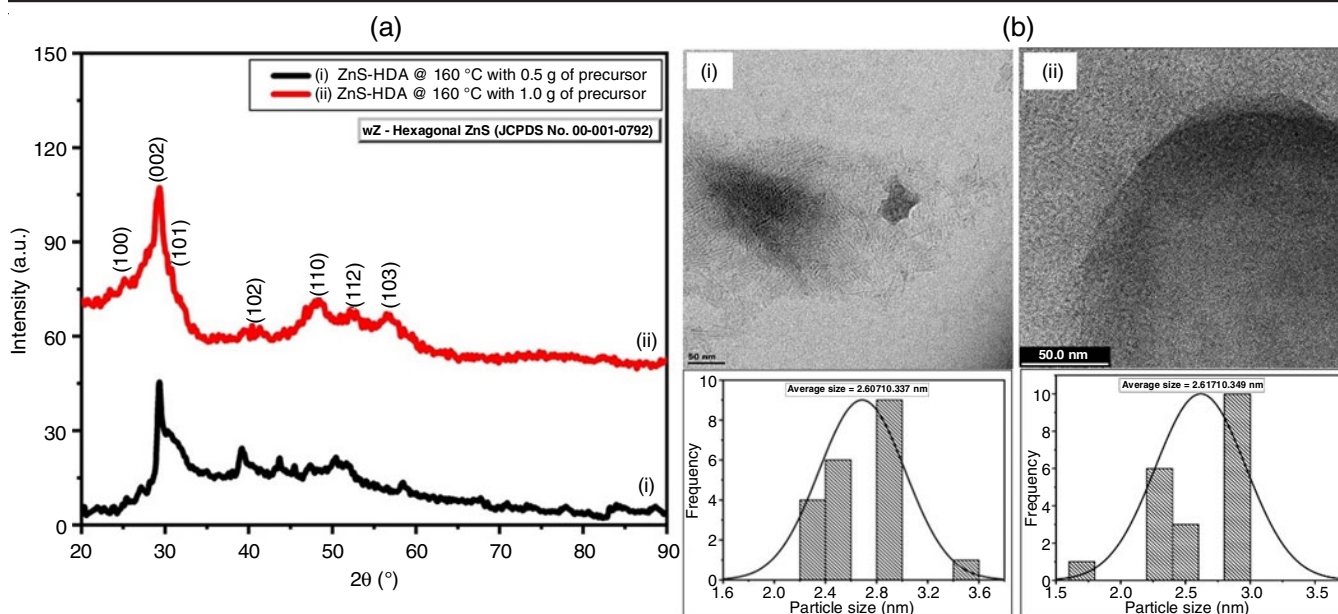 (a)
(b)
150
120
90
60
30
0
Intensity (a.u.)
(i) ZnS-HDA @ 160 °C with 0.5 g of precursor
(ii) ZnS-HDA @ 160 °C with 1.0 g of precursor
wZ - Hexagonal ZnS (JCPDS No. 00-001-0792)
(100)
(002)
(101)
(102)
(110)
(112)
(103)
(ii)
(i)
20 30 40 50 60 70 80 90
2θ (°)
(i)
50 nm
(ii)
50.0 nm
Average size = 2.60710.337 nm
10
8
6
4
2
0
Frequency
1.6 2.0 2.4 2.8 3.2 3.6
Particle size (nm)
Average size = 2.61710.349 nm
10
8
6
4
2
0
Frequency
1.5 2.0 2.5 3.0 3.5
Particle size (nm)